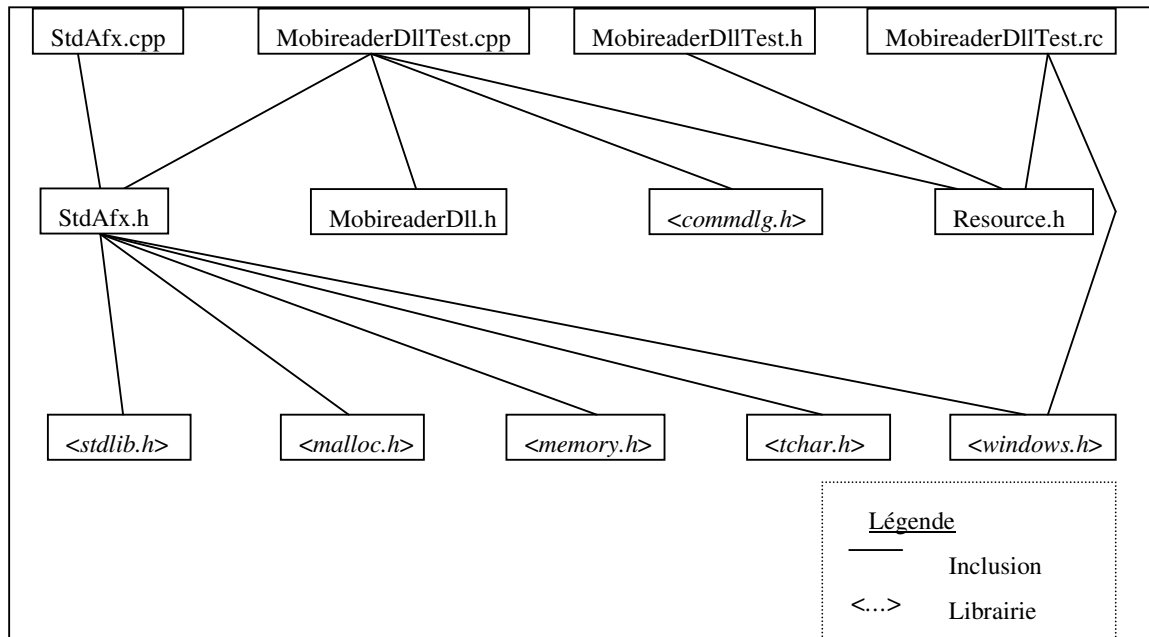 StdAfx.cpp
MobireaderDllTest.cpp
MobireaderDllTest.h
MobireaderDllTest.rc
StdAfx.h
MobireaderDll.h
<commdlg.h>
Resource.h
<stdlib.h>
<malloc.h>
<memory.h>
<tchar.h>
<windows.h>
Légende
Inclusion
<…> Librairie